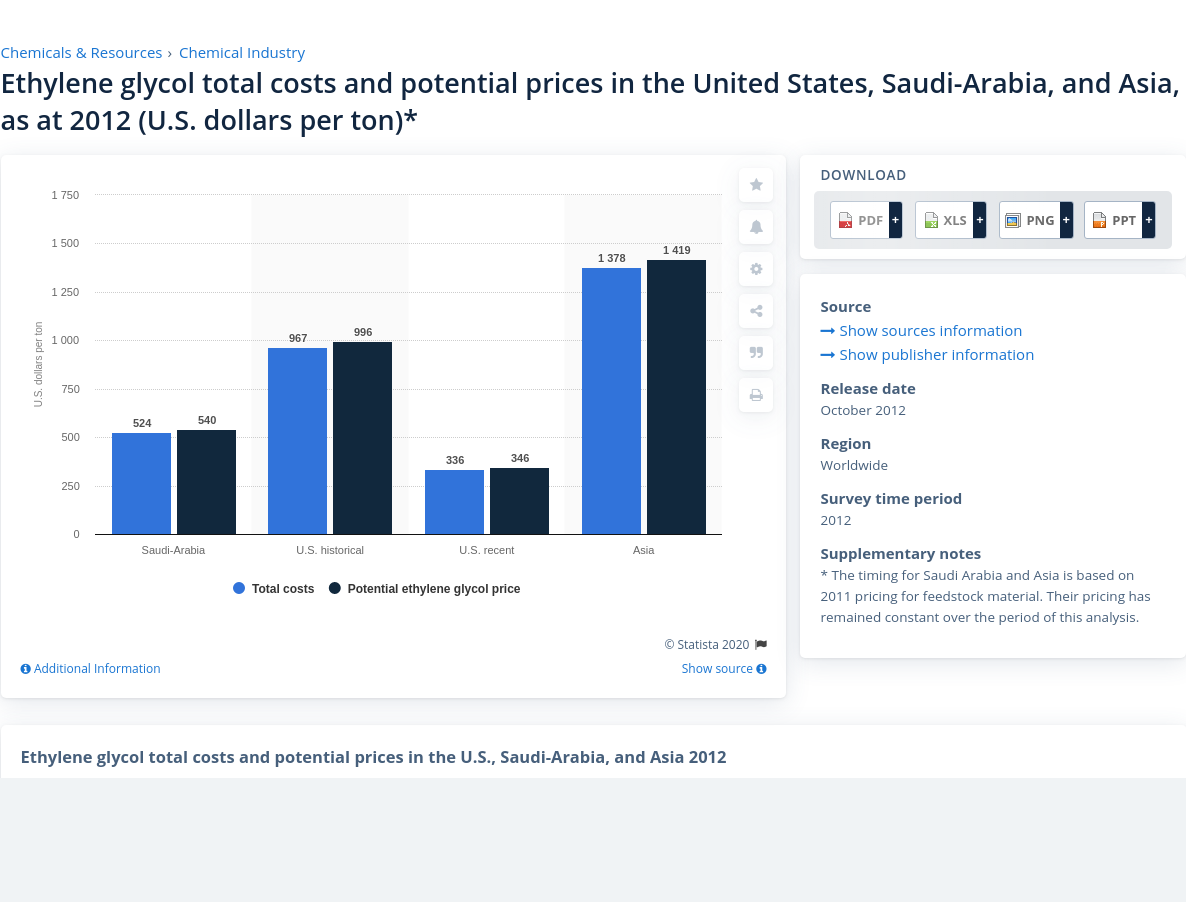 Chemicals & Resources › Chemical Industry
Ethylene glycol total costs and potential prices in the United States, Saudi-Arabia, and Asia,
as at 2012 (U.S. dollars per ton)*
1 750
1 500
1 250
1 000
750
500
250
0
U.S. dollars per ton
524
540
967
996
336
346
1 378
1 419
Saudi-Arabia
U.S. historical
U.S. recent
Asia
Total costs
Potential ethylene glycol price
© Statista 2020
Additional Information
Show source
DOWNLOAD
PDF +
XLS +
PNG +
PPT +
Source
Show sources information
Show publisher information
Release date
October 2012
Region
Worldwide
Survey time period
2012
Supplementary notes
* The timing for Saudi Arabia and Asia is based on
2011 pricing for feedstock material. Their pricing has
remained constant over the period of this analysis.
Ethylene glycol total costs and potential prices in the U.S., Saudi-Arabia, and Asia 2012